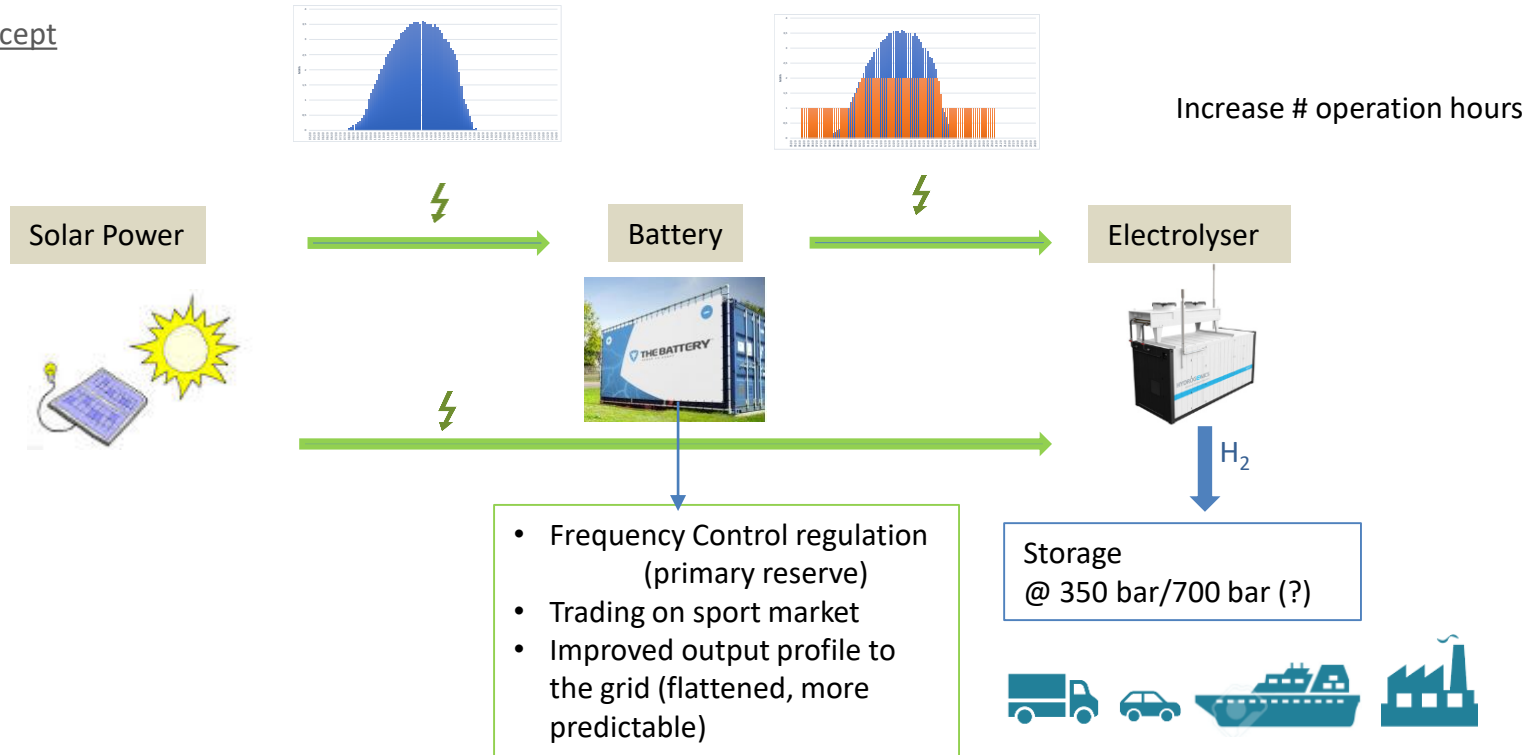 cept
Increase # operation hours
Solar Power
Battery
Electrolyser
THE BATTERY
HYDROGENICS
H₂
• Frequency Control regulation
(primary reserve)
• Trading on sport market
• Improved output profile to
the grid (flattened, more
predictable)
Storage
@ 350 bar/700 bar (?)